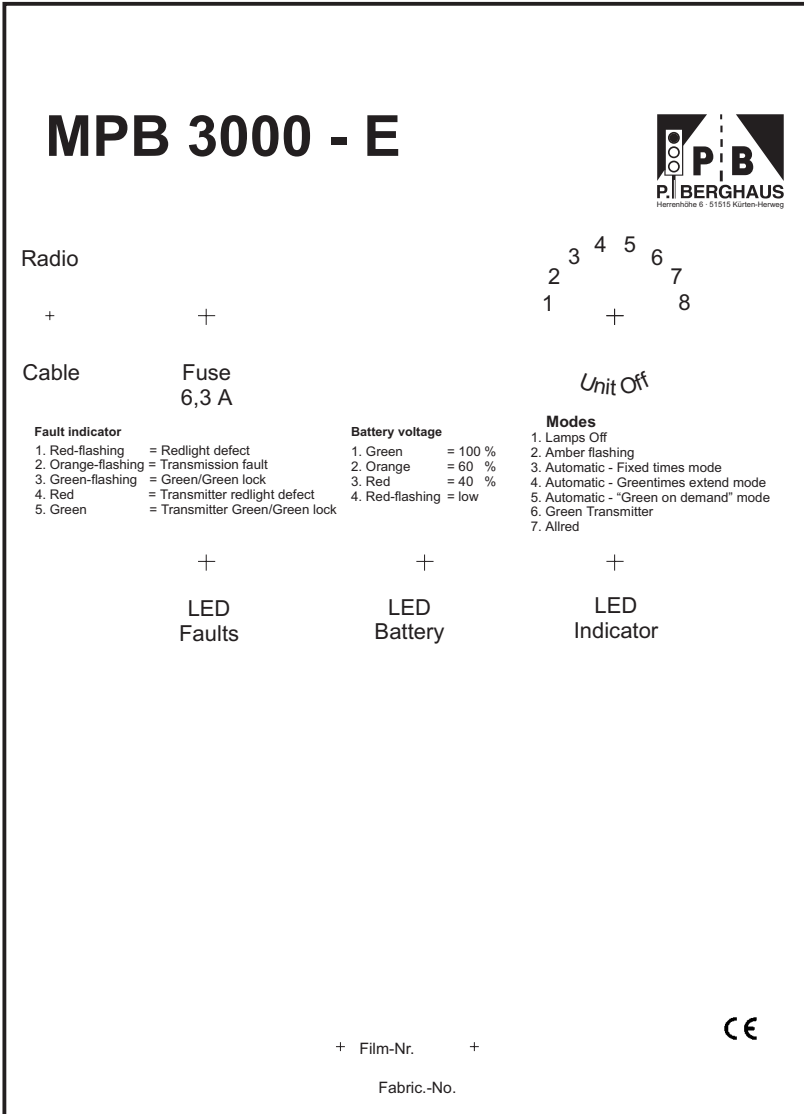 MPB 3000 - E
P B
P. BERGHAUS
Herrenhöhe 6 · 51515 Kürten-Herweg
Radio
1 2 3 4 5 6 7 8
Cable
Fuse
6,3 A
Unit Off
Fault indicator
1. Red-flashing = Redlight defect
2. Orange-flashing = Transmission fault
3. Green-flashing = Green/Green lock
4. Red = Transmitter redlight defect
5. Green = Transmitter Green/Green lock
Battery voltage
1. Green = 100 %
2. Orange = 60 %
3. Red = 40 %
4. Red-flashing = low
Modes
1. Lamps Off
2. Amber flashing
3. Automatic - Fixed times mode
4. Automatic - Greentimes extend mode
5. Automatic - “Green on demand” mode
6. Green Transmitter
7. Allred
LED
Faults
LED
Battery
LED
Indicator
CE
Film-Nr.
Fabric.-No.